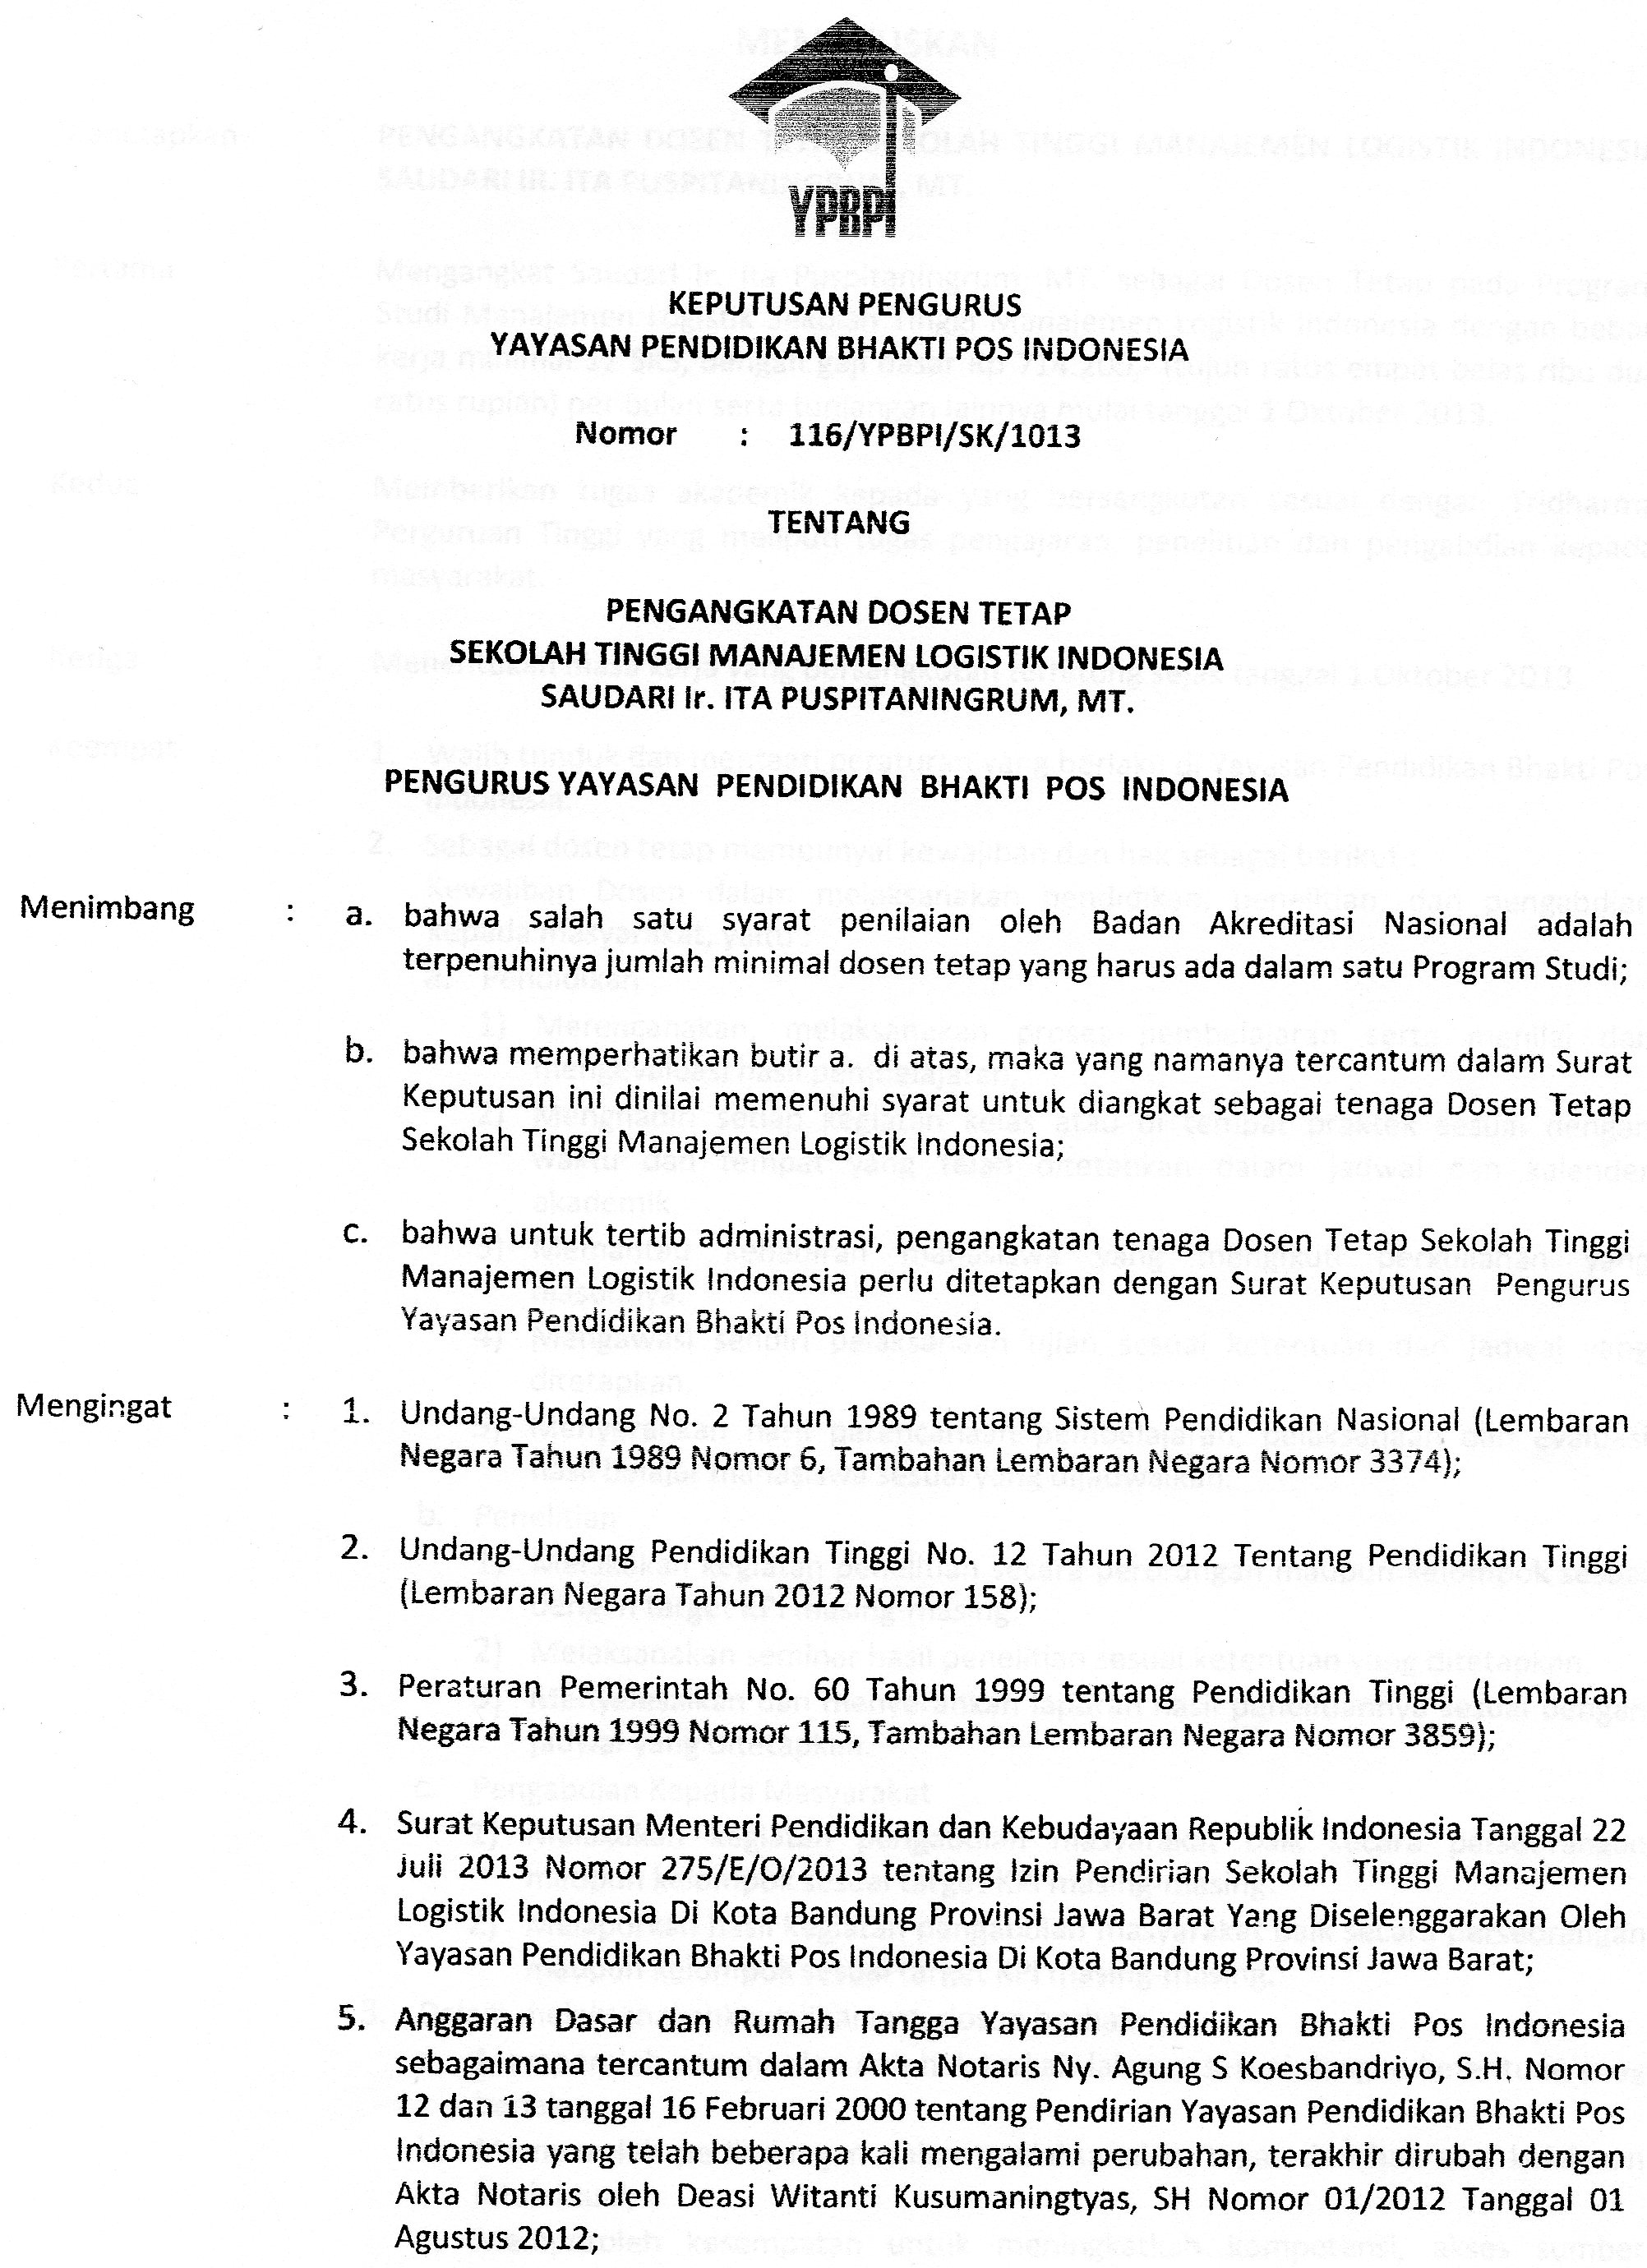 YPBPI
KEPUTUSAN PENGURUS
YAYASAN PENDIDIKAN BHAKTI POS INDONESIA
Nomor : 116/YPBPI/SK/1013
TENTANG
PENGANGKATAN DOSEN TETAP
SEKOLAH TINGGI MANAJEMEN LOGISTIK INDONESIA
SAUDARI Ir. ITA PUSPITANINGRUM, MT.
PENGURUS YAYASAN PENDIDIKAN BHAKTI POS INDONESIA
Menimbang : a. bahwa salah satu syarat penilaian oleh Badan Akreditasi Nasional adalah
terpenuhinya jumlah minimal dosen tetap yang harus ada dalam satu Program Studi;
b. bahwa memperhatikan butir a. di atas, maka yang namanya tercantum dalam Surat
Keputusan ini dinilai memenuhi syarat untuk diangkat sebagai tenaga Dosen Tetap
Sekolah Tinggi Manajemen Logistik Indonesia;
c. bahwa untuk tertib administrasi, pengangkatan tenaga Dosen Tetap Sekolah Tinggi
Manajemen Logistik Indonesia perlu ditetapkan dengan Surat Keputusan Pengurus
Yayasan Pendidikan Bhakti Pos Indonesia.
Mengingat : 1. Undang-Undang No. 2 Tahun 1989 tentang Sistem Pendidikan Nasional (Lembaran
Negara Tahun 1989 Nomor 6, Tambahan Lembaran Negara Nomor 3374);
2. Undang-Undang Pendidikan Tinggi No. 12 Tahun 2012 Tentang Pendidikan Tinggi
(Lembaran Negara Tahun 2012 Nomor 158);
3. Peraturan Pemerintah No. 60 Tahun 1999 tentang Pendidikan Tinggi (Lembaran
Negara Tahun 1999 Nomor 115, Tambahan Lembaran Negara Nomor 3859);
4. Surat Keputusan Menteri Pendidikan dan Kebudayaan Republik Indonesia Tanggal 22
Juli 2013 Nomor 275/E/O/2013 tentang Izin Pendirian Sekolah Tinggi Manajemen
Logistik Indonesia Di Kota Bandung Provinsi Jawa Barat Yang Diselenggarakan Oleh
Yayasan Pendidikan Bhakti Pos Indonesia Di Kota Bandung Provinsi Jawa Barat;
5. Anggaran Dasar dan Rumah Tangga Yayasan Pendidikan Bhakti Pos Indonesia
sebagaimana tercantum dalam Akta Notaris Ny. Agung S Koesbandriyo, S.H. Nomor
12 dan 13 tanggal 16 Februari 2000 tentang Pendirian Yayasan Pendidikan Bhakti Pos
Indonesia yang telah beberapa kali mengalami perubahan, terakhir dirubah dengan
Akta Notaris oleh Deasi Witanti Kusumaningtyas, SH Nomor 01/2012 Tanggal 01
Agustus 2012;